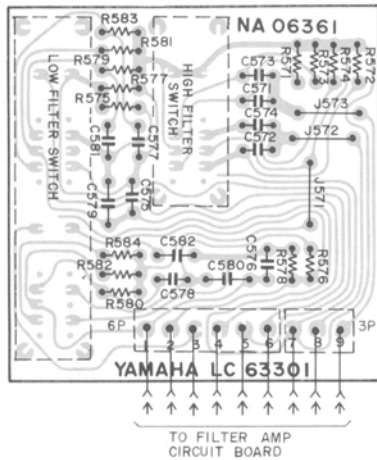 NA 06361
R583
R581
R579
R577
R575
LOW FILTER SWITCH
HIGH FILTER SWITCH
C573
C571
C574
C572
R571
R573
R574
R572
J573
J572
J571
C581
C577
C579
C575
R584
R582
R580
C582
C578
C580
C576
R578
R576
6P
3P
1 2 3 4 5 6 7 8 9
YAMAHA LC 63301
TO FILTER AMP
CIRCUIT BOARD